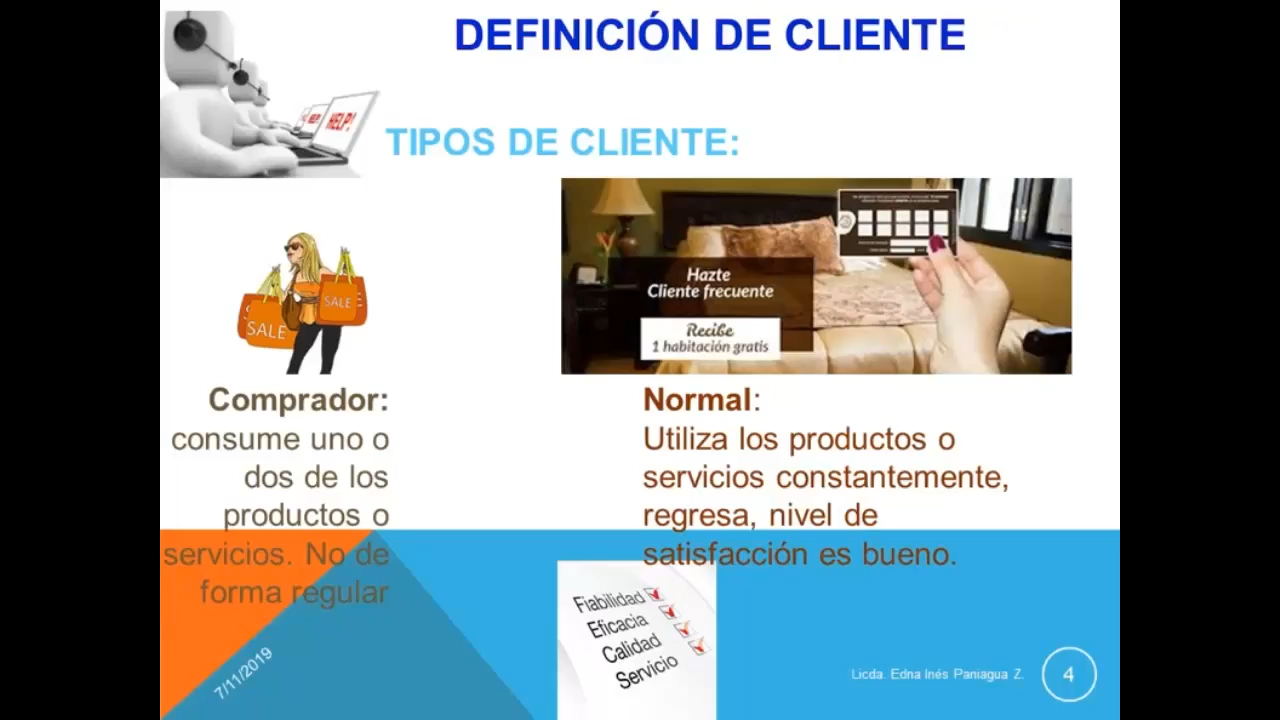 DEFINICIÓN DE CLIENTE
HELP!
HELP!
TIPOS DE CLIENTE:
Hazte
Cliente frecuente
Recibe
1 habitación gratis
SALE
SALE
Comprador:
consume uno o
dos de los
productos o
servicios. No de
forma regular
Normal:
Utiliza los productos o
servicios constantemente,
regresa, nivel de
satisfacción es bueno.
Fiabilidad
Eficacia
Calidad
Servicio
7/11/2019
Licda. Edna Inés Paniagua Z.
4